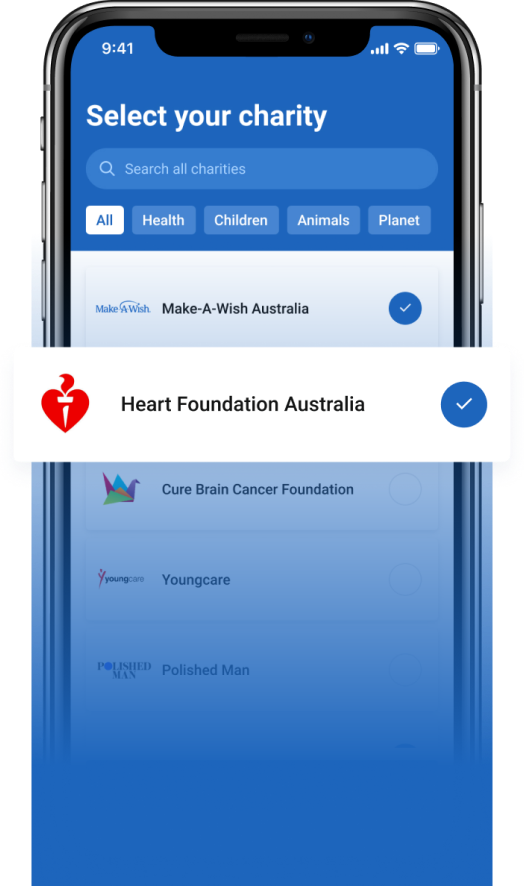 9:41
Select your charity
Search all charities
All Health Children Animals Planet
Make-A-Wish. Make-A-Wish Australia
Heart Foundation Australia
Cure Brain Cancer Foundation
youngcare Youngcare
POLISHED MAN Polished Man